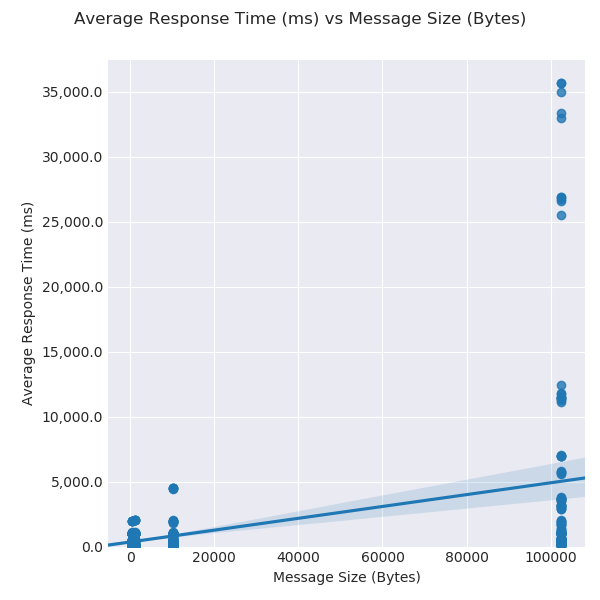 Average Response Time (ms) vs Message Size (Bytes)
35,000.0
30,000.0
25,000.0
20,000.0
15,000.0
10,000.0
5,000.0
0.0
Average Response Time (ms)
0 20000 40000 60000 80000 100000
Message Size (Bytes)